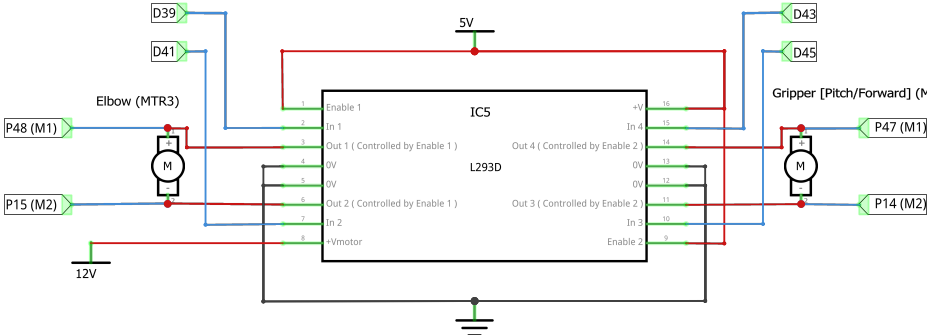 D39
D43
5V
D41
D45
Elbow (MTR3)
Gripper [Pitch/Forward] (M
IC5
L293D
P48 (M1)
P47 (M1)
P15 (M2)
P14 (M2)
M
+
-
1
2
M
+
-
1
2
1 Enable 1
2 In 1
3 Out 1 ( Controlled by Enable 1 )
4 0V
5 0V
6 Out 2 ( Controlled by Enable 1 )
7 In 2
8 +Vmotor
+V 16
In 4 15
Out 4 ( Controlled by Enable 2 ) 14
0V 13
0V 12
Out 3 ( Controlled by Enable 2 ) 11
In 3 10
Enable 2 9
12V